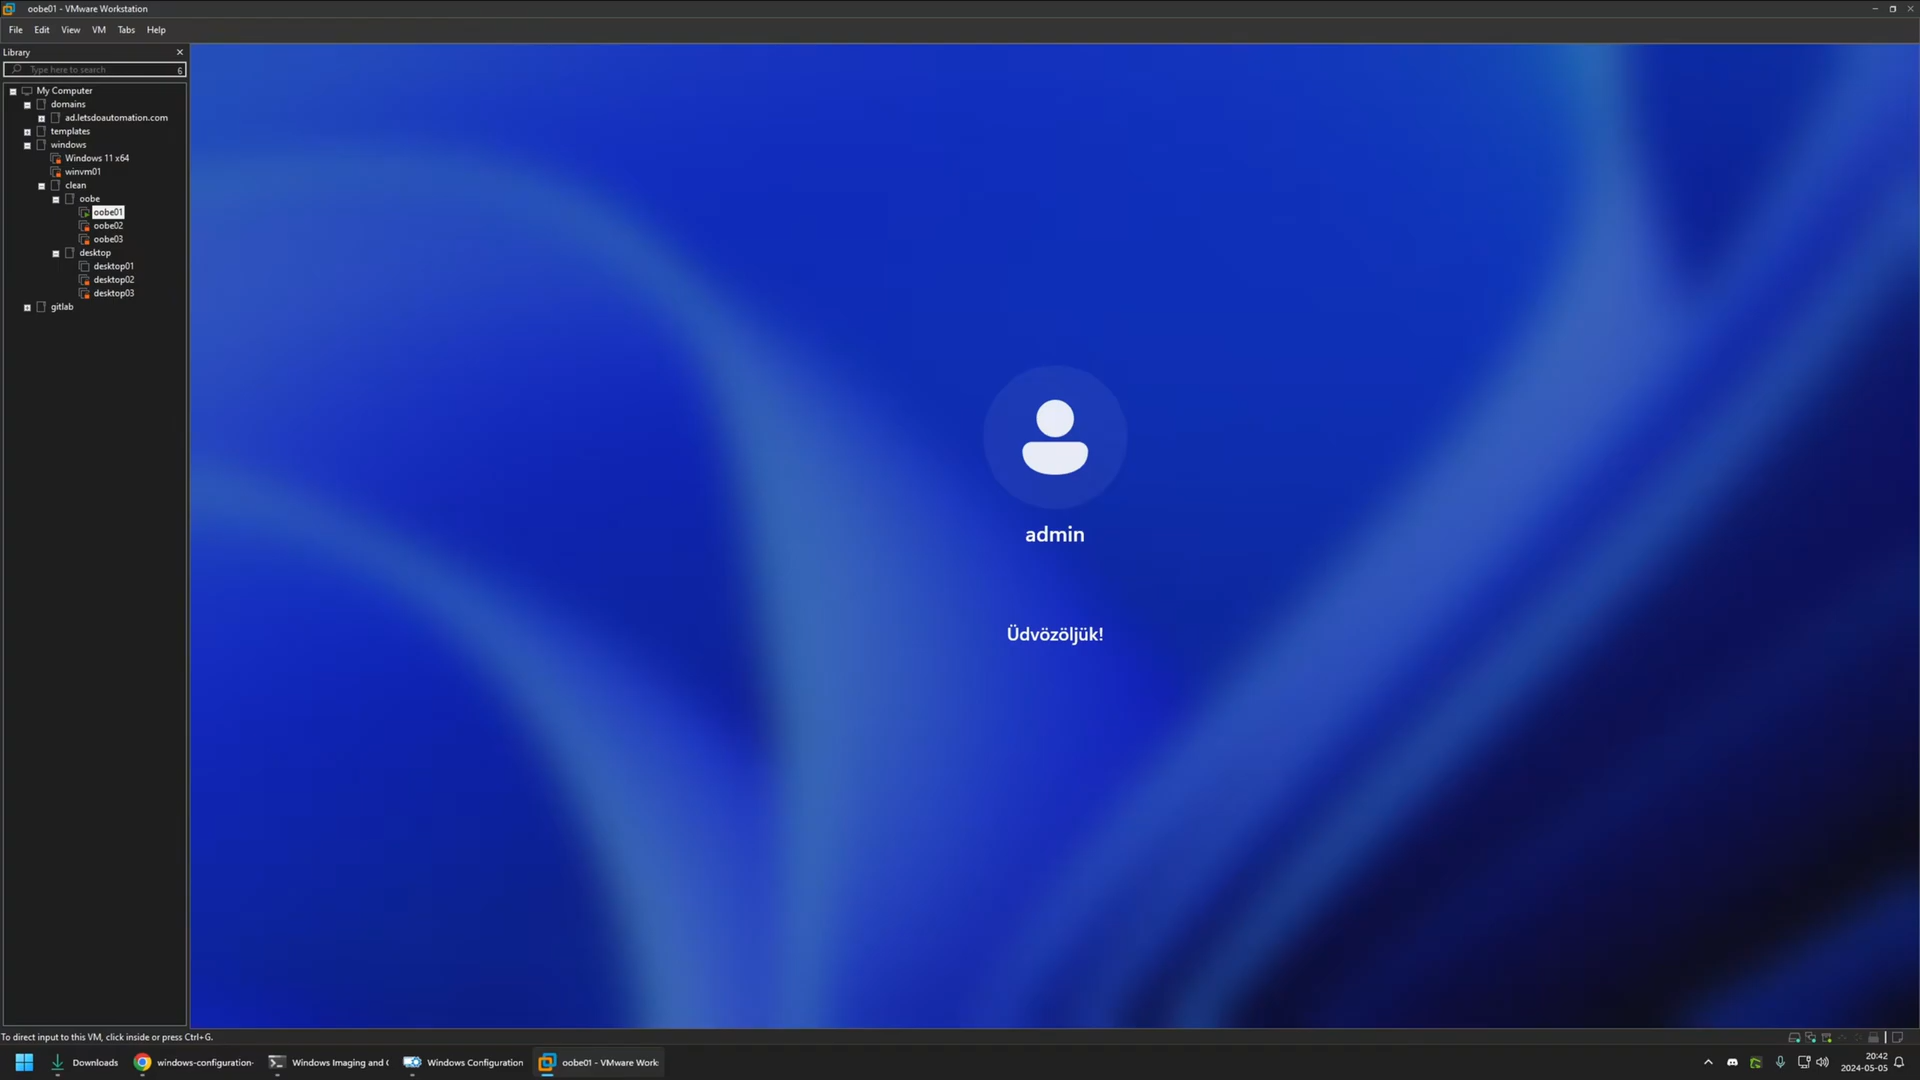 oobe01 - VMware Workstation
File Edit View VM Tabs Help
Library
Type here to search
My Computer
domains
ad.letsdoautomation.com
templates
windows
Windows 11 x64
winvm01
clean
oobe
oobe01
oobe02
oobe03
desktop
desktop01
desktop02
desktop03
gitlab
admin
Üdvözöljük!
To direct input to this VM, click inside or press Ctrl+G.
Downloads windows-configuration- Windows Imaging and ( Windows Configuration oobe01 - VMware Work
20:42
2024-05-05